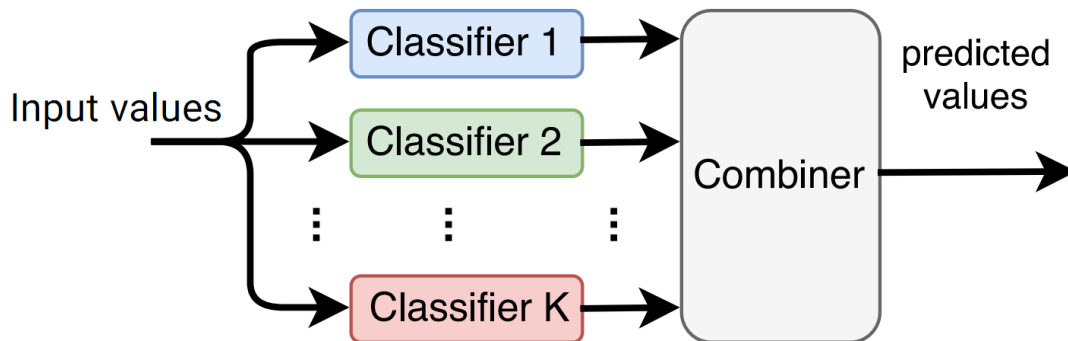 Input values
Classifier 1
Classifier 2
Classifier K
Combiner
predicted
values